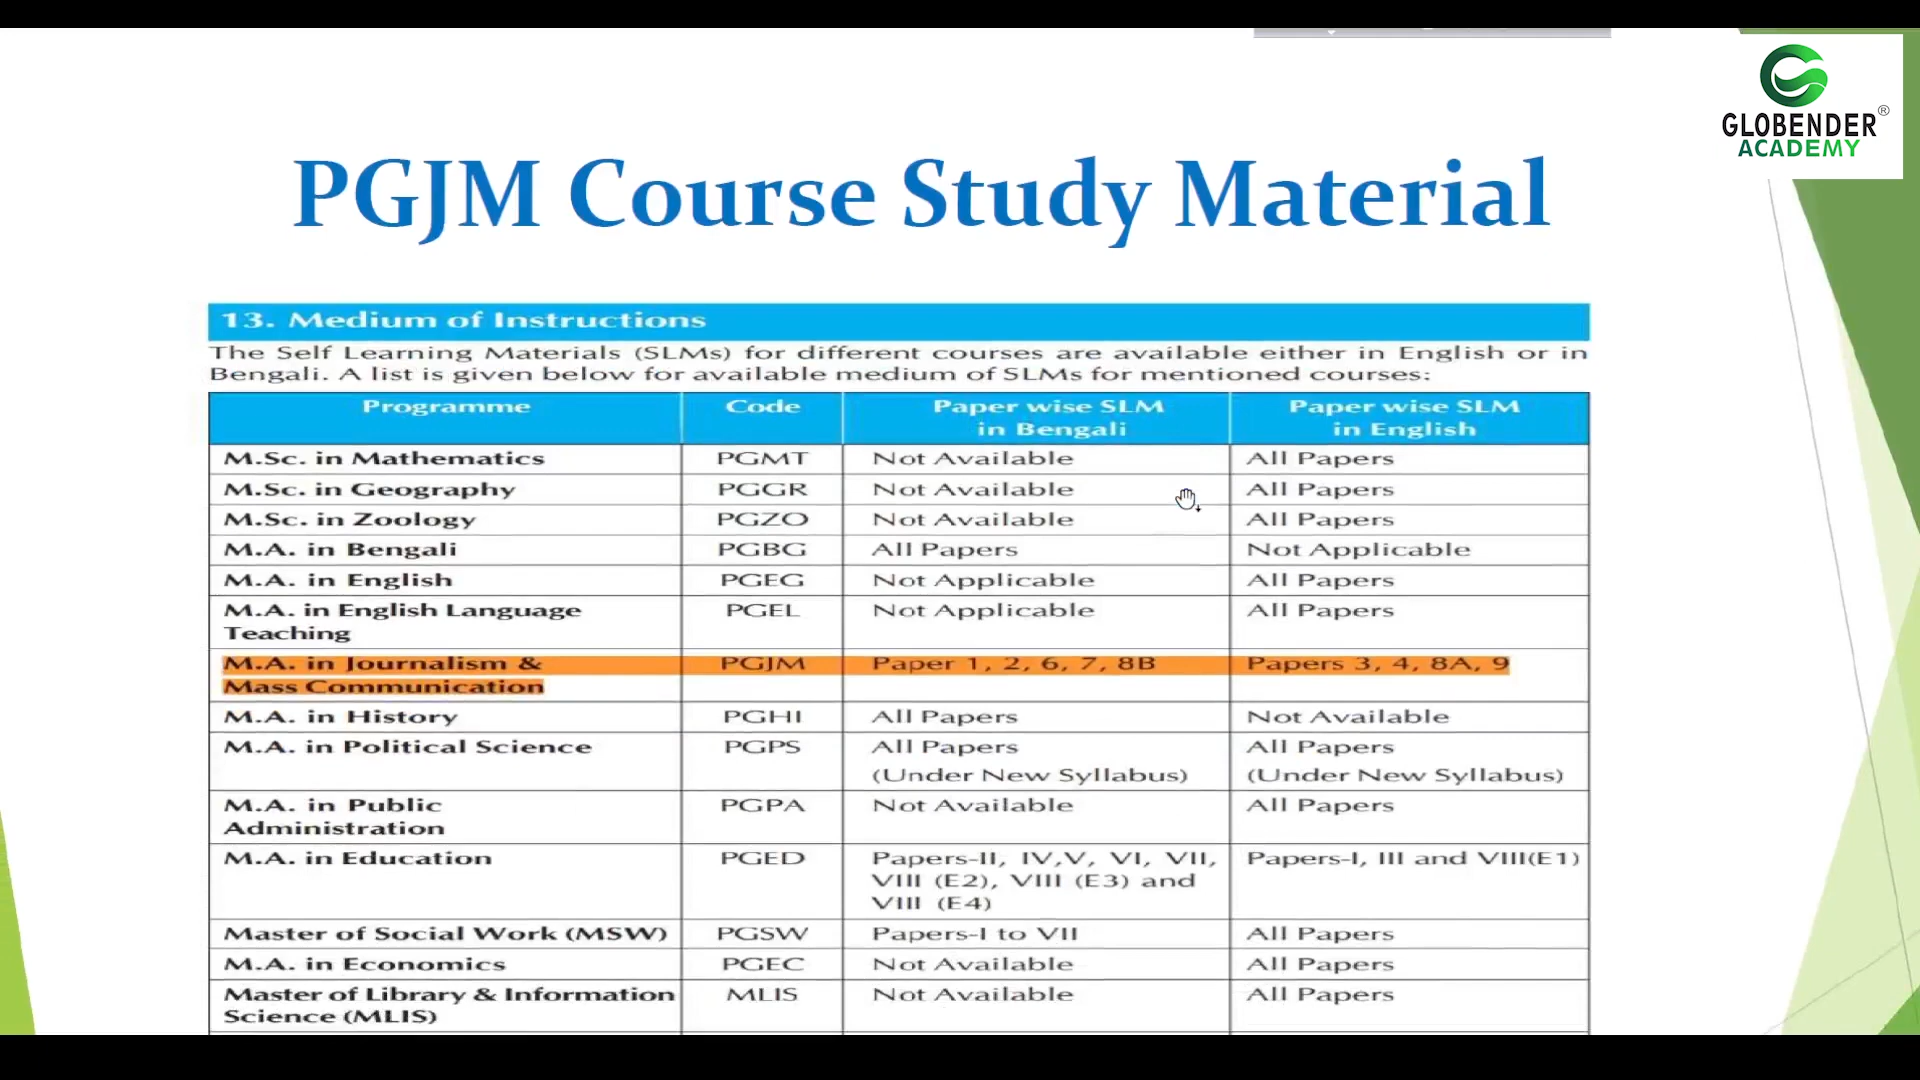 GLOBENDER®
ACADEMY
PGJM Course Study Material
13. Medium of Instructions
The Self Learning Materials (SLMs) for different courses are available either in English or in
Bengali. A list is given below for available medium of SLMs for mentioned courses:
Programme Code Paper wise SLM in Bengali Paper wise SLM in English
M.Sc. in Mathematics PGMT Not Available All Papers
M.Sc. in Geography PGGR Not Available All Papers
M.Sc. in Zoology PGZO Not Available All Papers
M.A. in Bengali PGBG All Papers Not Applicable
M.A. in English PGEG Not Applicable All Papers
M.A. in English Language Teaching PGEL Not Applicable All Papers
M.A. in Journalism & Mass Communication PGJM Paper 1, 2, 6, 7, 8B Papers 3, 4, 8A, 9
M.A. in History PGHI All Papers Not Available
M.A. in Political Science PGPS All Papers (Under New Syllabus) All Papers (Under New Syllabus)
M.A. in Public Administration PGPA Not Available All Papers
M.A. in Education PGED Papers-II, IV,V, VI, VII, VIII (E2), VIII (E3) and VIII (E4) Papers-I, III and VIII(E1)
Master of Social Work (MSW) PGSW Papers-I to VII All Papers
M.A. in Economics PGEC Not Available All Papers
Master of Library & Information Science (MLIS) MLIS Not Available All Papers